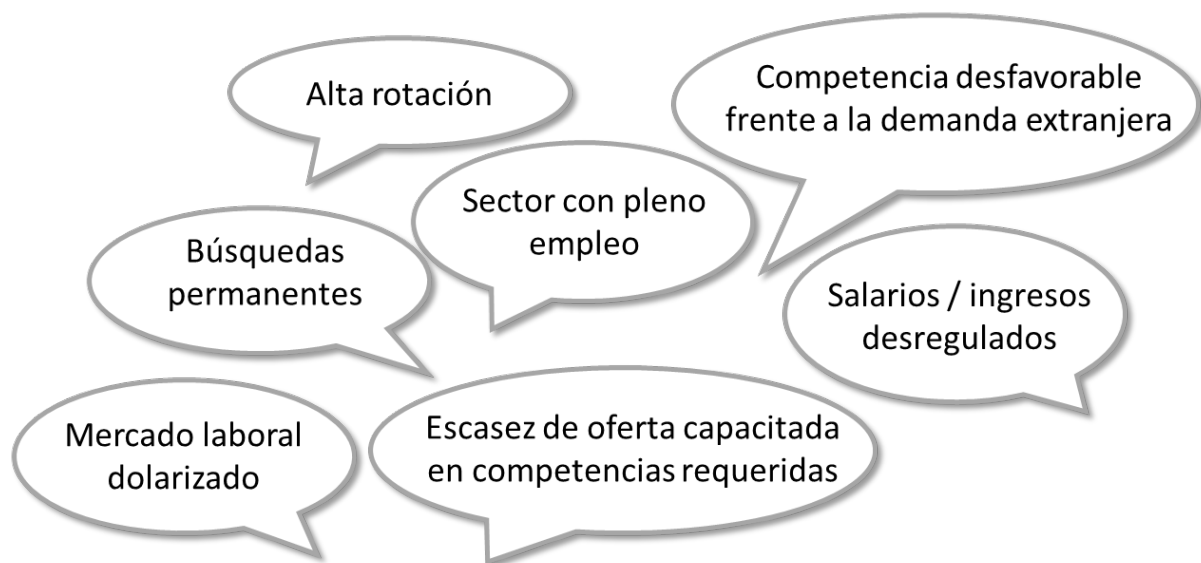 Alta rotación
Competencia desfavorable
frente a la demanda extranjera
Sector con pleno
empleo
Búsquedas
permanentes
Salarios / ingresos
desregulados
Mercado laboral
dolarizado
Escasez de oferta capacitada
en competencias requeridas